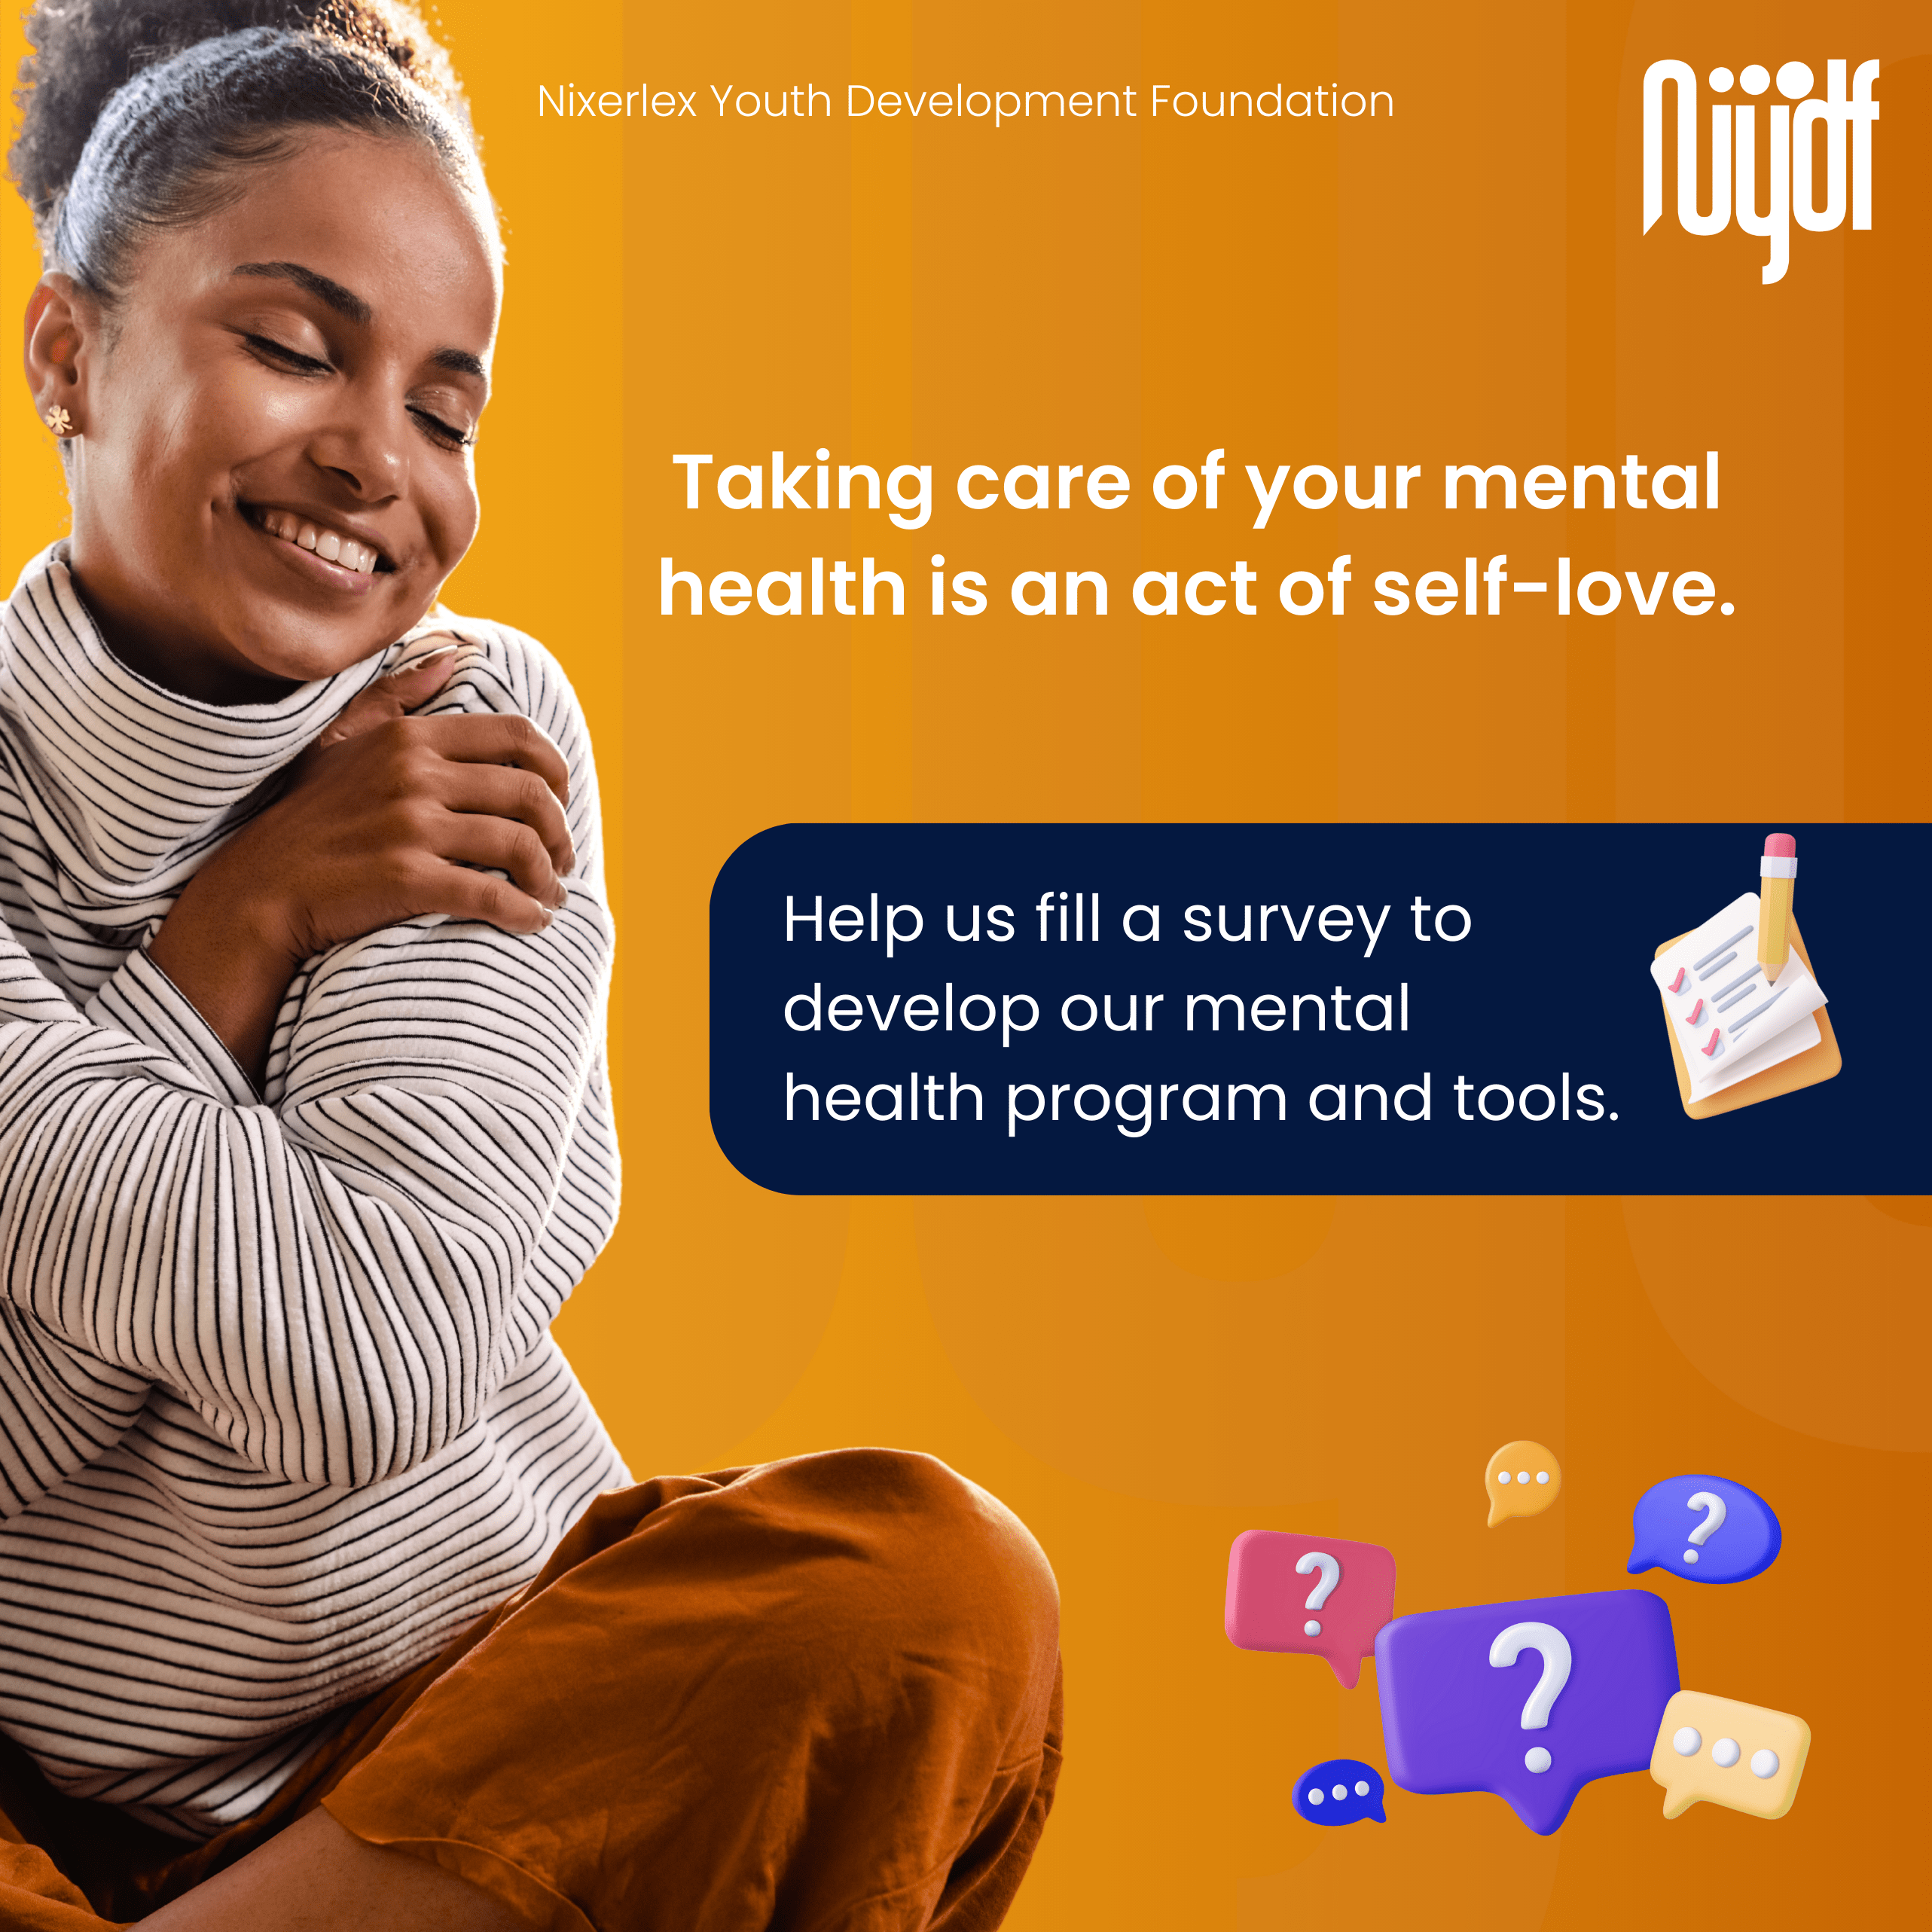 Nixerlex Youth Development Foundation
Niydf
Taking care of your mental
health is an act of self-love.
Help us fill a survey to
develop our mental
health program and tools.
?
?
?